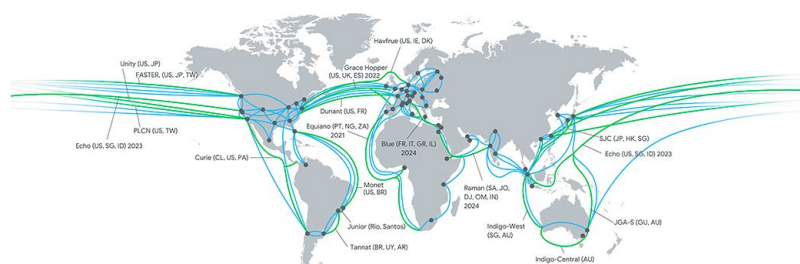 Havfrue (US, IE, DK)
Unity (US, JP)
FASTER, (US, JP, TW)
Grace Hopper
(US, UK, ES) 2022
Dunant (US, FR)
Equiano (PT, NG, ZA)
2021
PLCN (US, TW)
Echo (US, SG, ID) 2023
Blue (FR, IT, GR, IL)
2024
SJC (JP, HK, SG)
Echo (US, SG, ID) 2023
Curie (CL, US, PA)
Monet
(US, BR)
Raman (SA, JO,
DJ, OM, IN)
2024
Junior (Rio, Santos)
Tannat (BR, UY, AR)
Indigo-West
(SG, AU)
JGA-S (GU, AU)
Indigo-Central (AU)